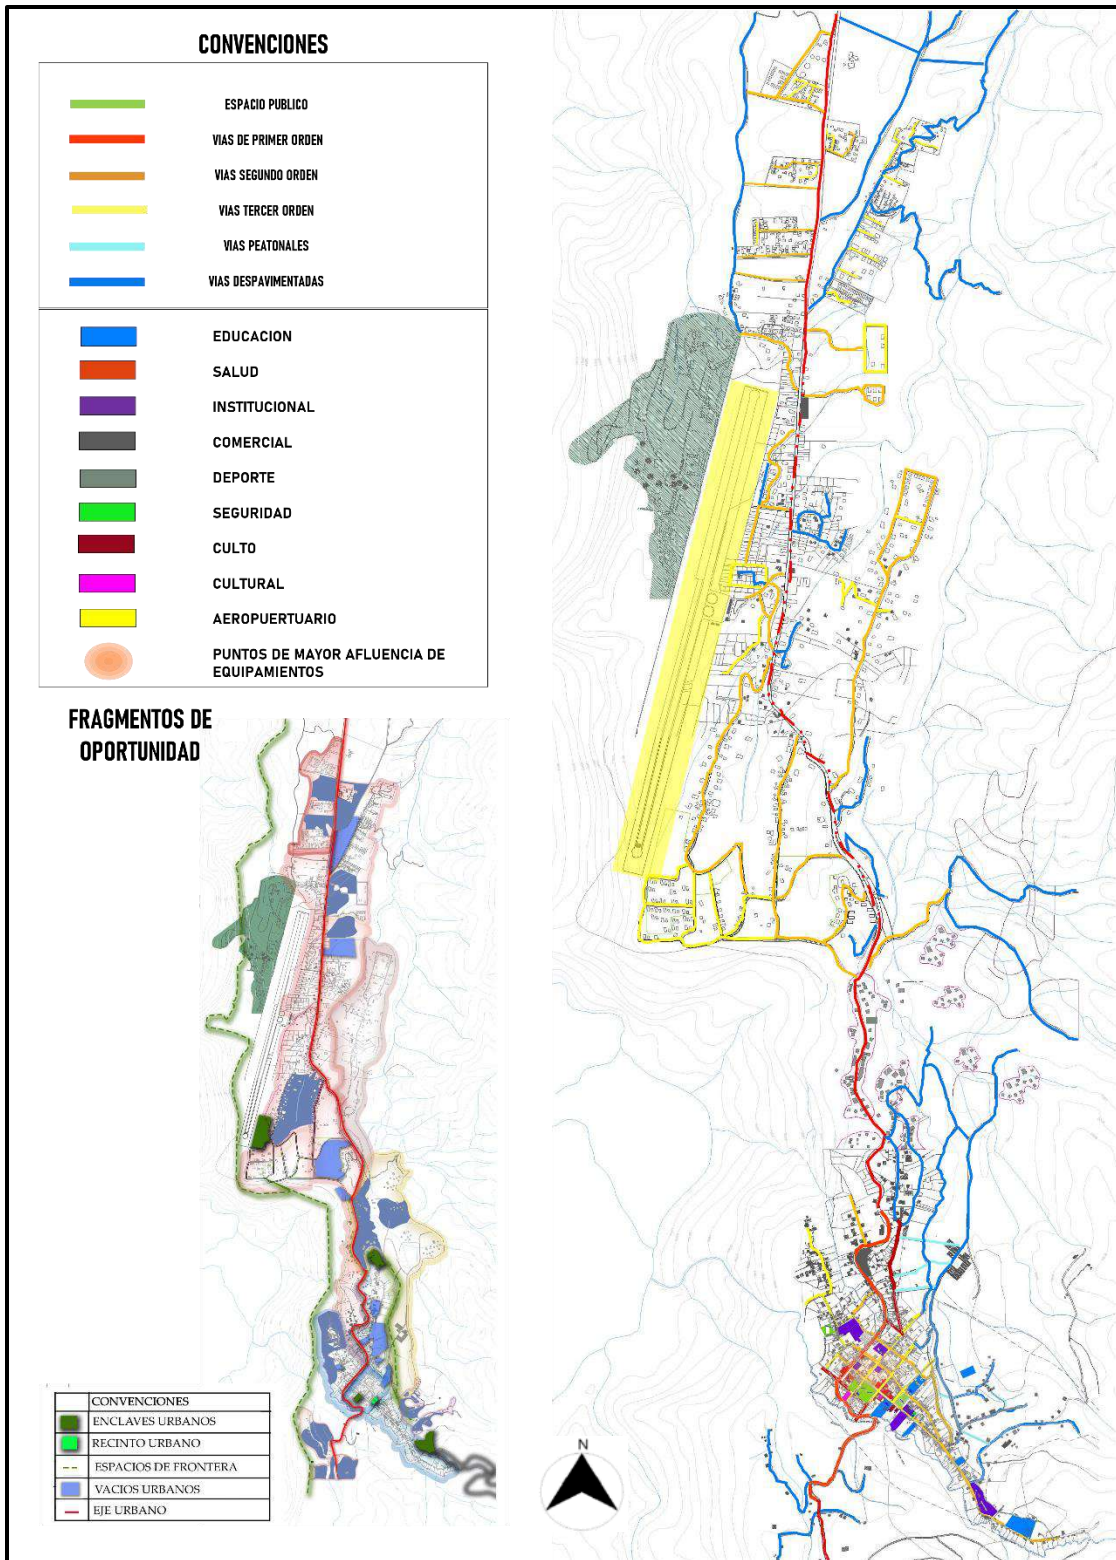 CONVENCIONES
ESPACIO PUBLICO
VIAS DE PRIMER ORDEN
VIAS SEGUNDO ORDEN
VIAS TERCER ORDEN
VIAS PEATONALES
VIAS DESPAVIMENTADAS
EDUCACION
SALUD
INSTITUCIONAL
COMERCIAL
DEPORTE
SEGURIDAD
CULTO
CULTURAL
AEROPUERTUARIO
PUNTOS DE MAYOR AFLUENCIA DE
EQUIPAMIENTOS
FRAGMENTOS DE
OPORTUNIDAD
CONVENCIONES
ENCLAVES URBANOS
RECINTO URBANO
ESPACIOS DE FRONTERA
VACIOS URBANOS
EJE URBANO
N